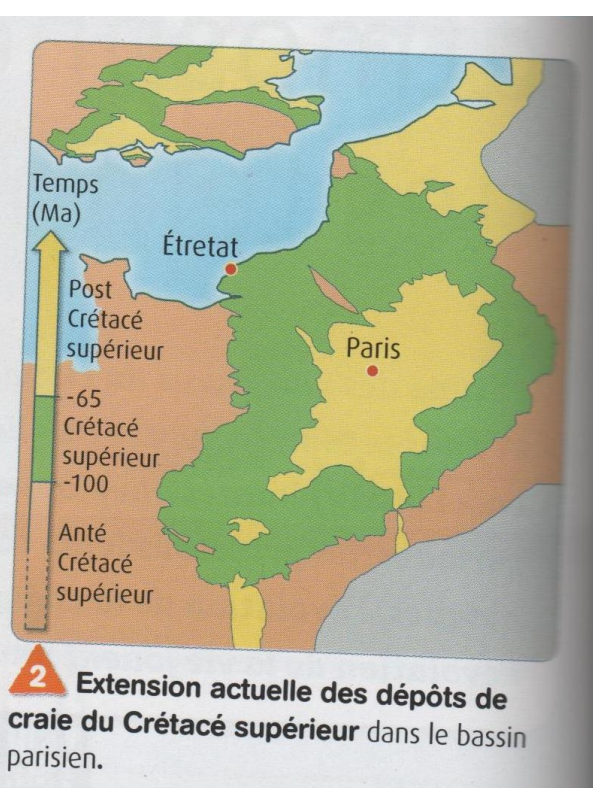 Temps
(Ma)
Étretat
Post
Crétacé
supérieur
Paris
-65
Crétacé
supérieur
-100
Anté
Crétacé
supérieur
2 Extension actuelle des dépôts de
craie du Crétacé supérieur dans le bassin
parisien.